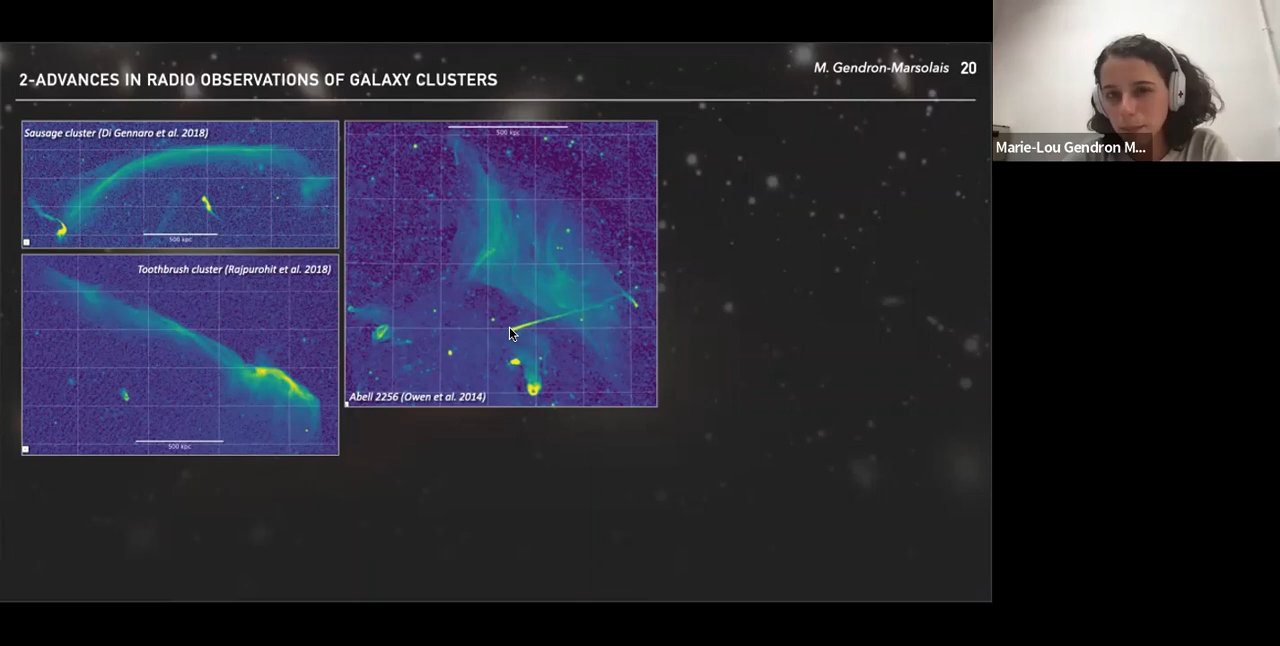 2-ADVANCES IN RADIO OBSERVATIONS OF GALAXY CLUSTERS
M. Gendron-Marsolais 20
Sausage cluster (Di Gennaro et al. 2018)
500 kpc
Toothbrush cluster (Rajpurohit et al. 2018)
500 kpc
500 kpc
Abell 2256 (Owen et al. 2014)
Marie-Lou Gendron M...